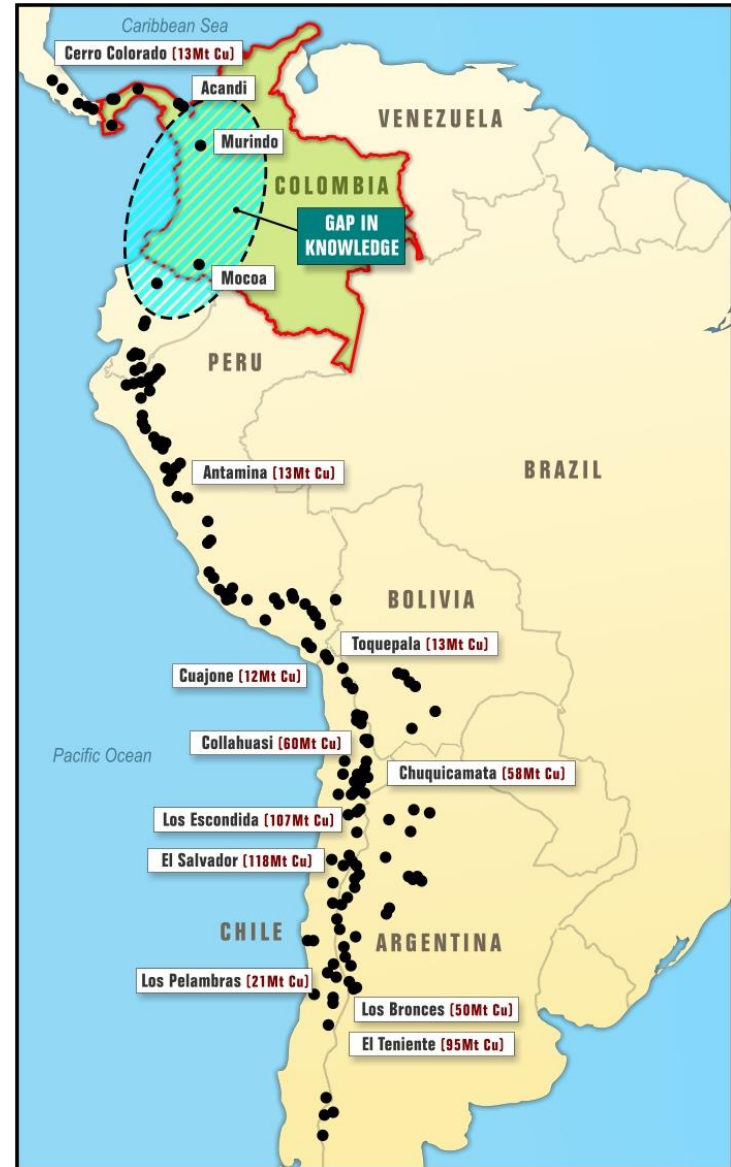 Caribbean Sea
Cerro Colorado (13Mt Cu)
Acandi
VENEZUELA
Murindo
COLOMBIA
GAP IN
KNOWLEDGE
Mocoa
PERU
Antamina (13Mt Cu)
BRAZIL
BOLIVIA
Toquepala (13Mt Cu)
Cuajone (12Mt Cu)
Collahuasi (60Mt Cu)
Pacific Ocean
Chuquicamata (58Mt Cu)
Los Escondida (107Mt Cu)
El Salvador (118Mt Cu)
CHILE
ARGENTINA
Los Pelambras (21Mt Cu)
Los Bronces (50Mt Cu)
El Teniente (95Mt Cu)